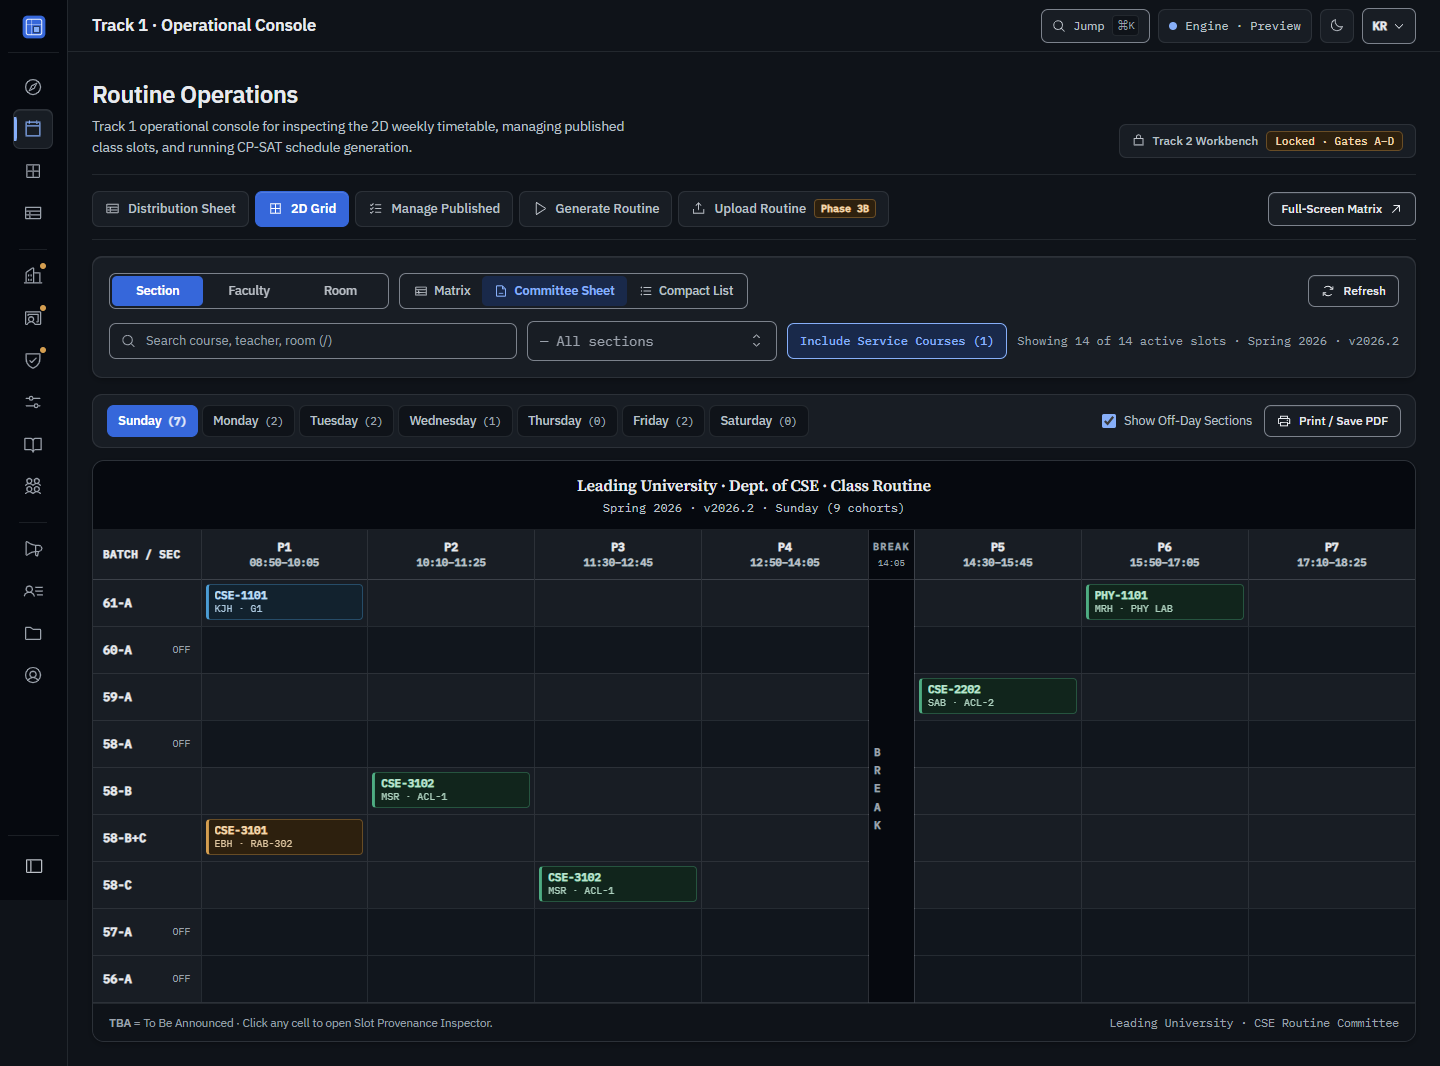 Track 1 · Operational Console
Jump ⌘K
Engine · Preview
KR
Routine Operations
Track 1 operational console for inspecting the 2D weekly timetable, managing published
class slots, and running CP-SAT schedule generation.
Track 2 Workbench Locked · Gates A–D
Distribution Sheet
2D Grid
Manage Published
Generate Routine
Upload Routine Phase 3B
Full-Screen Matrix
Section
Faculty
Room
Matrix
Committee Sheet
Compact List
Refresh
Search course, teacher, room (/)
— All sections
Include Service Courses (1)
Showing 14 of 14 active slots · Spring 2026 · v2026.2
Sunday (7)
Monday (2)
Tuesday (2)
Wednesday (1)
Thursday (0)
Friday (2)
Saturday (0)
Show Off-Day Sections
Print / Save PDF
Leading University · Dept. of CSE · Class Routine
Spring 2026 · v2026.2 · Sunday (9 cohorts)
BATCH / SEC
P1
08:50–10:05
P2
10:10–11:25
P3
11:30–12:45
P4
12:50–14:05
BREAK
14:05
P5
14:30–15:45
P6
15:50–17:05
P7
17:10–18:25
61-A
CSE-1101
KJH · G1
PHY-1101
MRH · PHY LAB
60-A OFF
59-A
CSE-2202
SAB · ACL-2
58-A OFF
58-B
CSE-3102
MSR · ACL-1
58-B+C
CSE-3101
EBH · RAB-302
58-C
CSE-3102
MSR · ACL-1
57-A OFF
56-A OFF
B
R
E
A
K
TBA = To Be Announced · Click any cell to open Slot Provenance Inspector.
Leading University · CSE Routine Committee